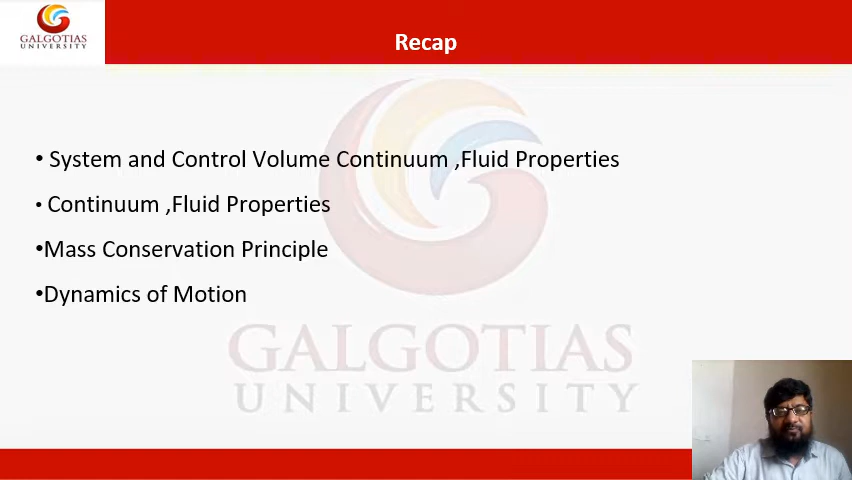 GALGOTIAS
UNIVERSITY
Recap
• System and Control Volume Continuum ,Fluid Properties
• Continuum ,Fluid Properties
•Mass Conservation Principle
•Dynamics of Motion
GALGOTIAS
UNIVERSITY